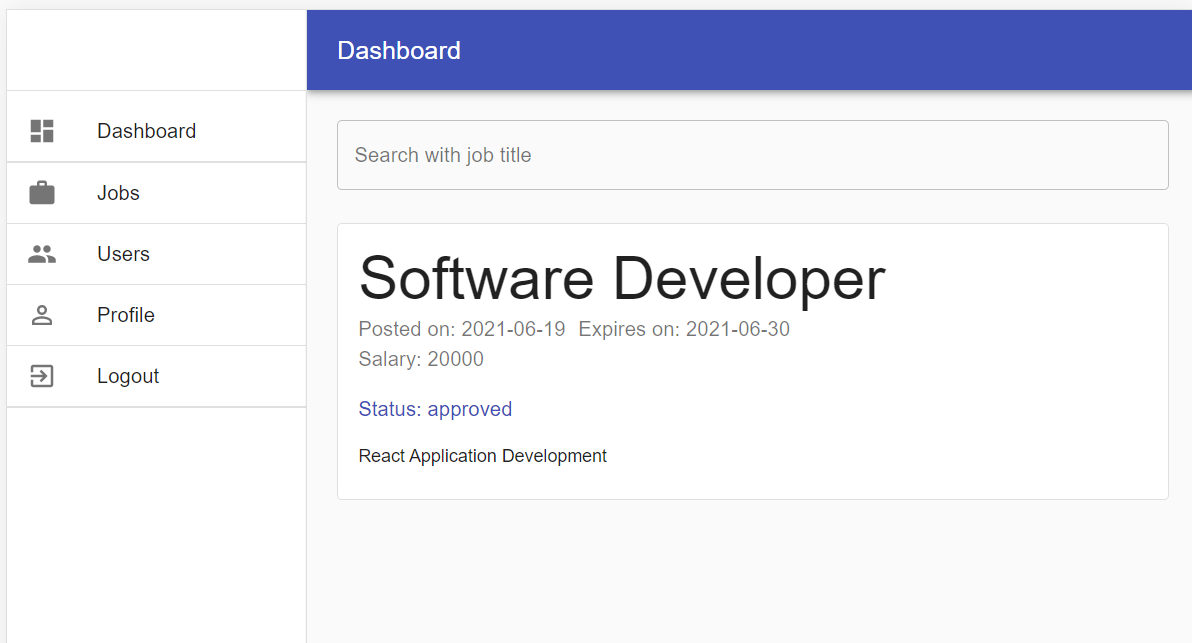 Dashboard
Dashboard
Jobs
Users
Profile
Logout
Search with job title
Software Developer
Posted on: 2021-06-19 Expires on: 2021-06-30
Salary: 20000
Status: approved
React Application Development